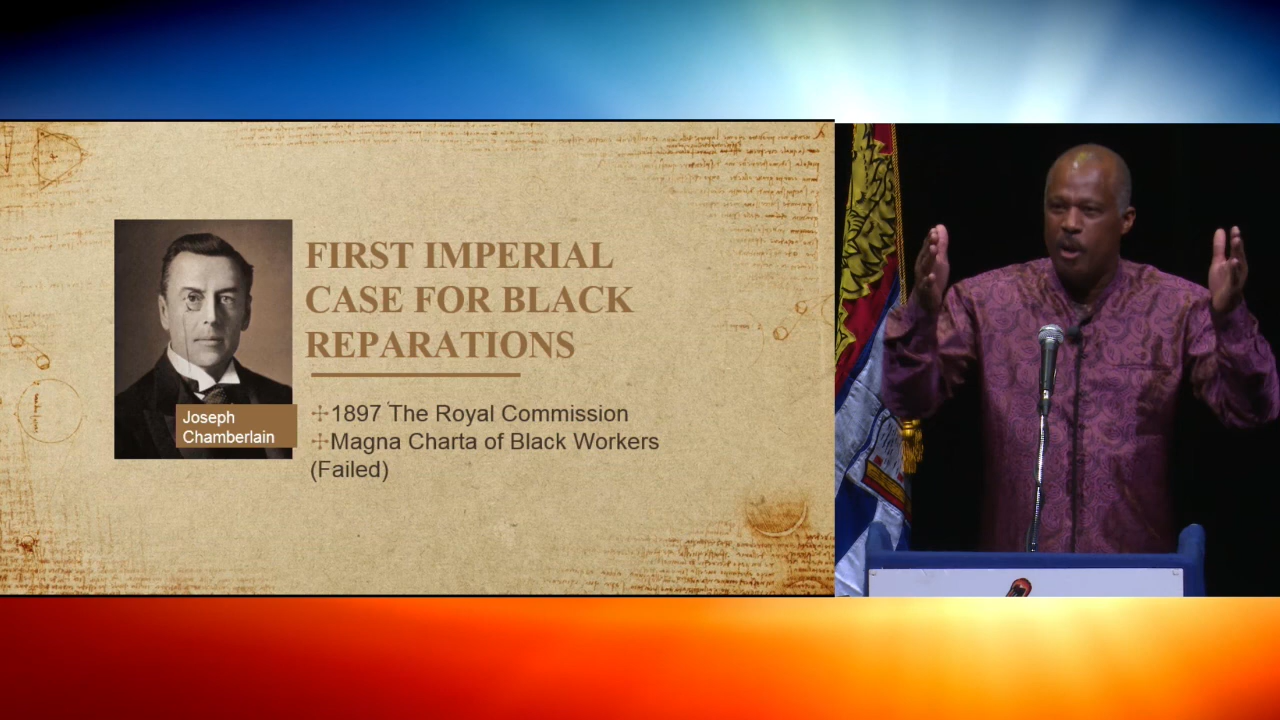 FIRST IMPERIAL
CASE FOR BLACK
REPARATIONS
Joseph
Chamberlain
✢1897 The Royal Commission
✢Magna Charta of Black Workers
(Failed)